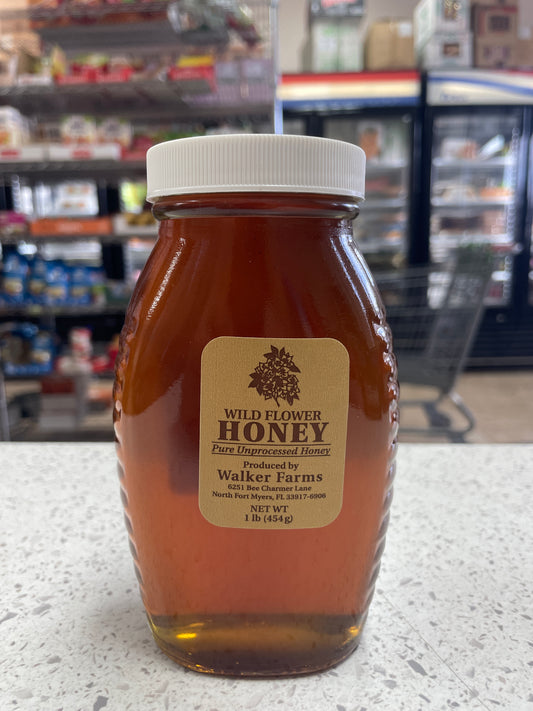 WILD FLOWER
HONEY
Pure Unprocessed Honey
Produced by
Walker Farms
6251 Bee Charmer Lane
North Fort Myers, FL 33917-6906
NET WT
1 lb (454g)